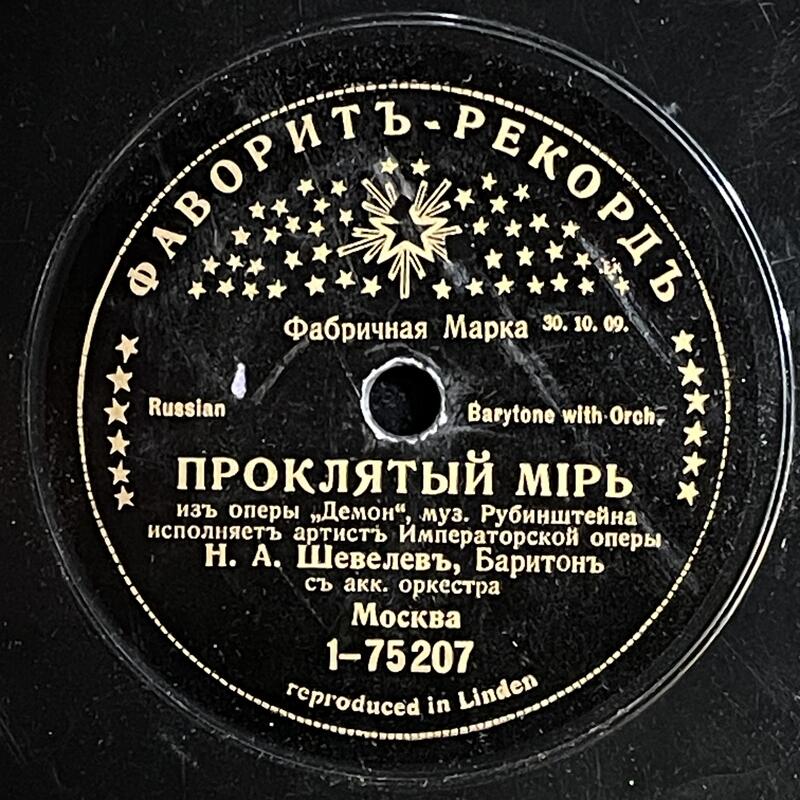 ФАВОРИТЪ-РЕКОРДЪ
Фабричная Марка 30. 10. 09.
Russian
Barytone with Orch.
ПРОКЛЯТЫЙ МІРЬ
изъ оперы „Демон“, муз. Рубинштейна
исполняетъ артистъ Императорской оперы
Н. А. Шевелевъ, Баритонъ
съ акк. оркестра
Москва
1–75207
reproduced in Linden